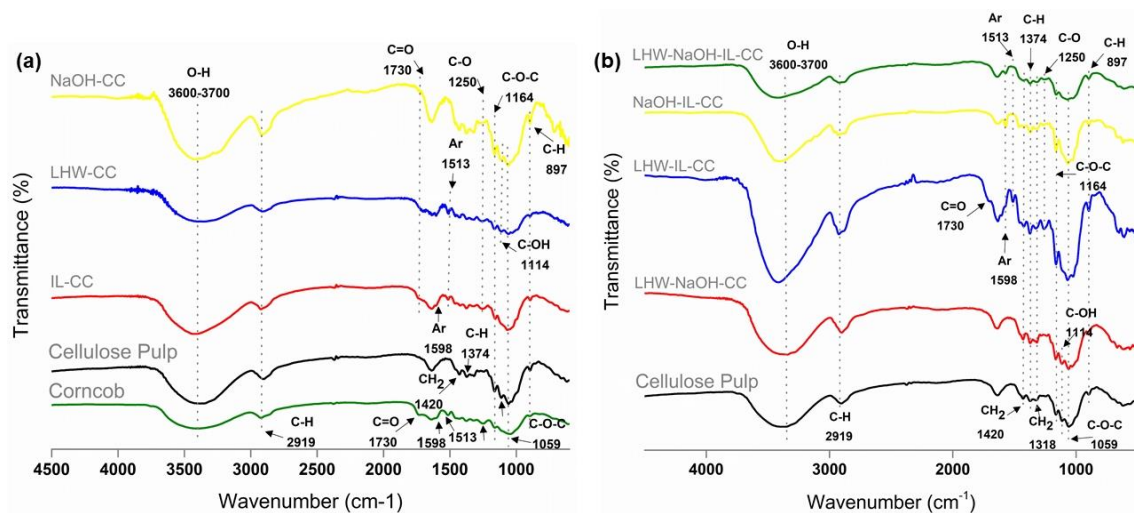 (a)
NaOH-CC
O-H
3600-3700
C=O
1730
C-O
1250
C-O-C
1164
Ar
1513
C-H
897
LHW-CC
C-OH
1114
IL-CC
Ar
1598
C-H
1374
Cellulose Pulp
CH2
1420
Corncob
C-H
2919
C=O
1730
1598
1513
C-O-C
1059
Transmittance (%)
4500 4000 3500 3000 2500 2000 1500 1000
Wavenumber (cm-1)
(b)
LHW-NaOH-IL-CC
O-H
3600-3700
Ar
1513
C-H
1374
C-O
1250
C-H
897
NaOH-IL-CC
LHW-IL-CC
C-O-C
1164
C=O
1730
Ar
1598
LHW-NaOH-CC
C-OH
1114
Cellulose Pulp
C-H
2919
CH2
1420
CH2
1318
C-O-C
1059
Transmittance (%)
4000 3000 2000 1000
Wavenumber (cm-1)